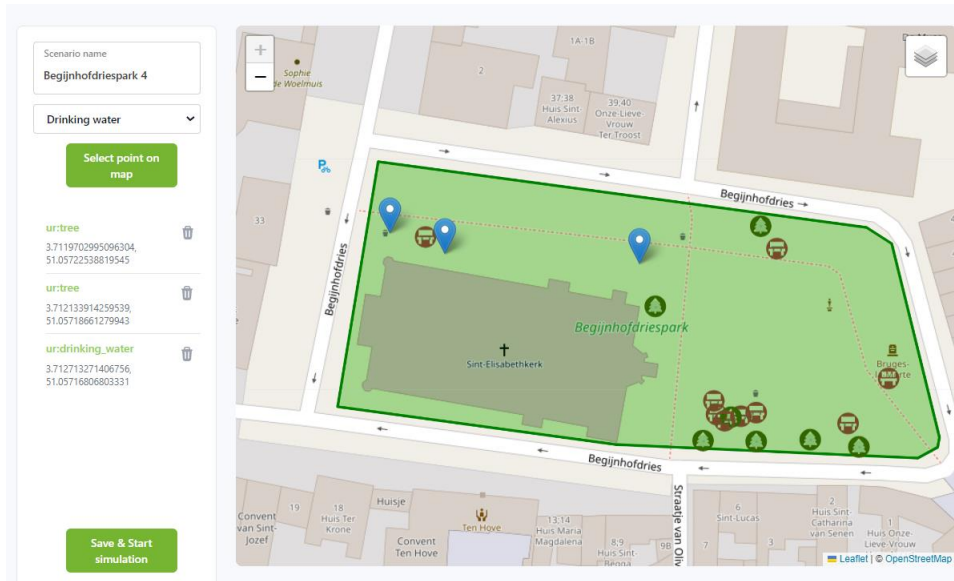 Scenario name
Begijnhofdriespark 4
Drinking water
Select point on
map
ur:tree
3.7119702995096304,
51.05722538819545
ur:tree
3.712133914259539,
51.05718661279943
ur:drinking_water
3.712713271406756,
51.05716806803331
Save & Start
simulation
+
−
Sophie
de Woelmuis
1A-1B
2
37;38
Huis Sint
Alexius
39,40
Onze-Lieve-
Vrouw
Ter Troost
P
33
Begijnhofdries
Begijnhofdries
Begijnhofdriespark
Sint-Elisabethkerk
Bruges-
Begijnhofdries
Straatje van
Convent
van Sint-
Jozef
19
18
Huis Ter
Krone
Huisje
Convent
Ten Hove
Ten Hove
13;14
Huis Maria
Magdalena
8;9
Huis Sint-
Begga
9B
7
6
Sint-Lucas
3
2
Huis Sint-
Catharina
van Senen
1
Huis Onze-
Lieve-Vrouw
Leaflet | © OpenStreetMap